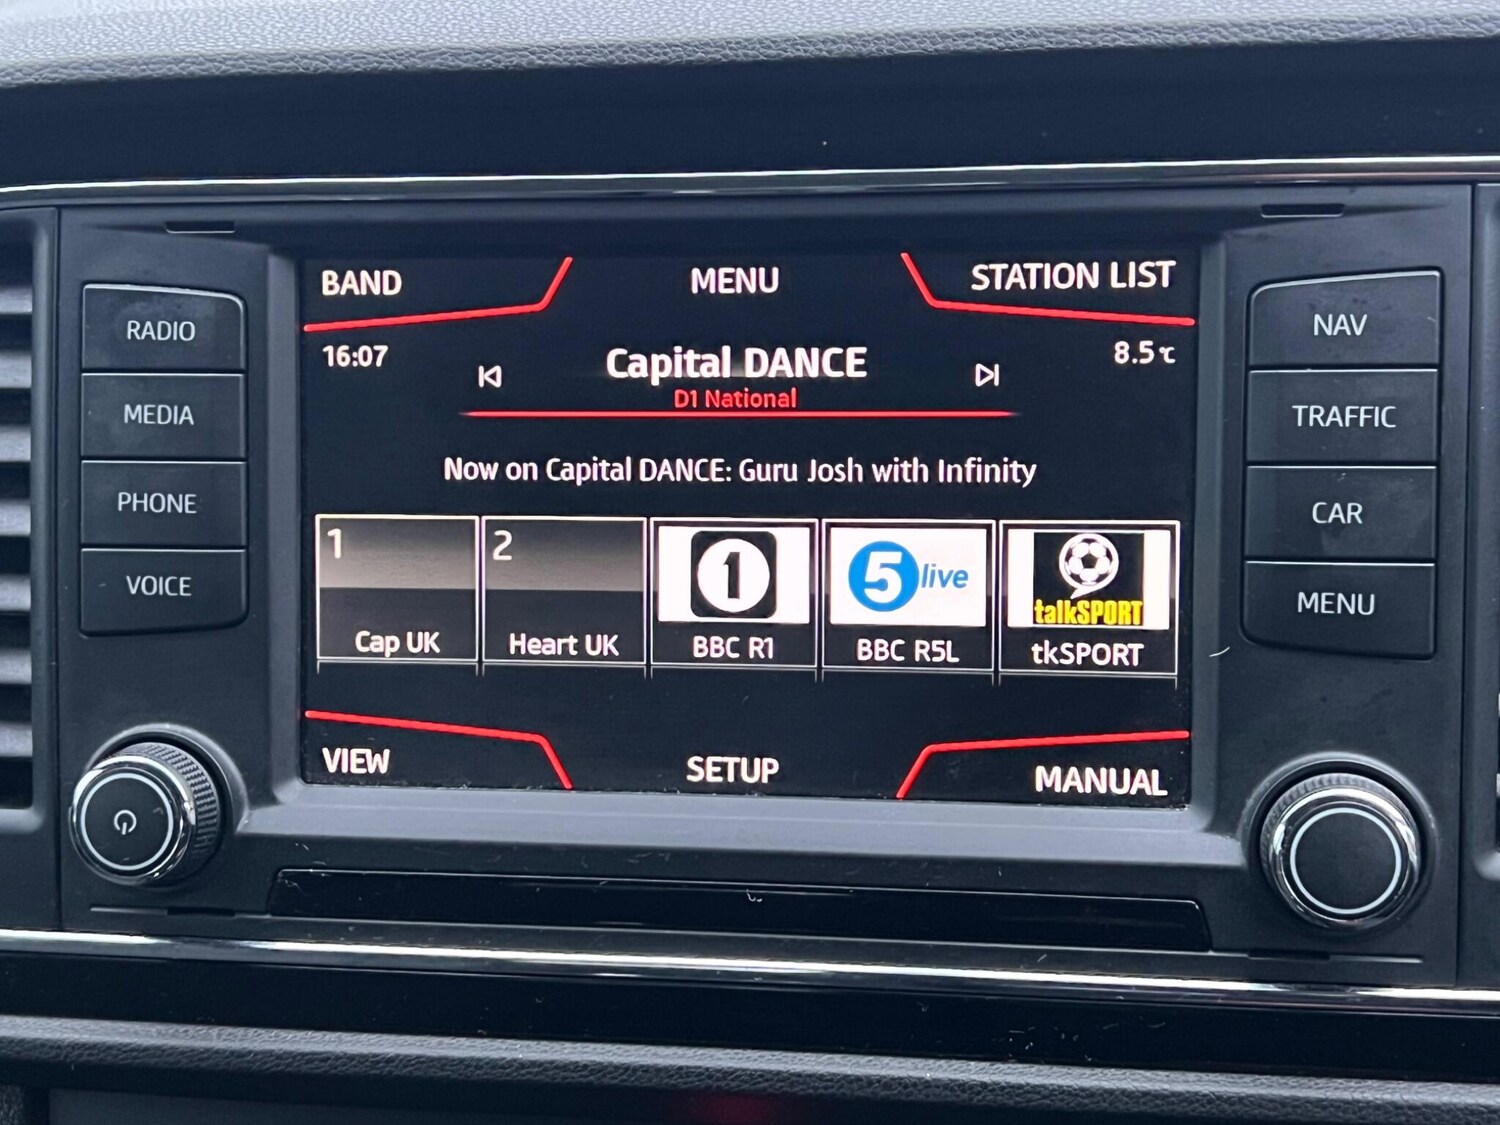 BAND
MENU
STATION LIST
16:07
Capital DANCE
8.5°C
D1 National
Now on Capital DANCE: Guru Josh with Infinity
1
Cap UK
2
Heart UK
1
BBC R1
5 live
BBC R5L
talkSPORT
tkSPORT
VIEW
SETUP
MANUAL
RADIO
MEDIA
PHONE
VOICE
NAV
TRAFFIC
CAR
MENU